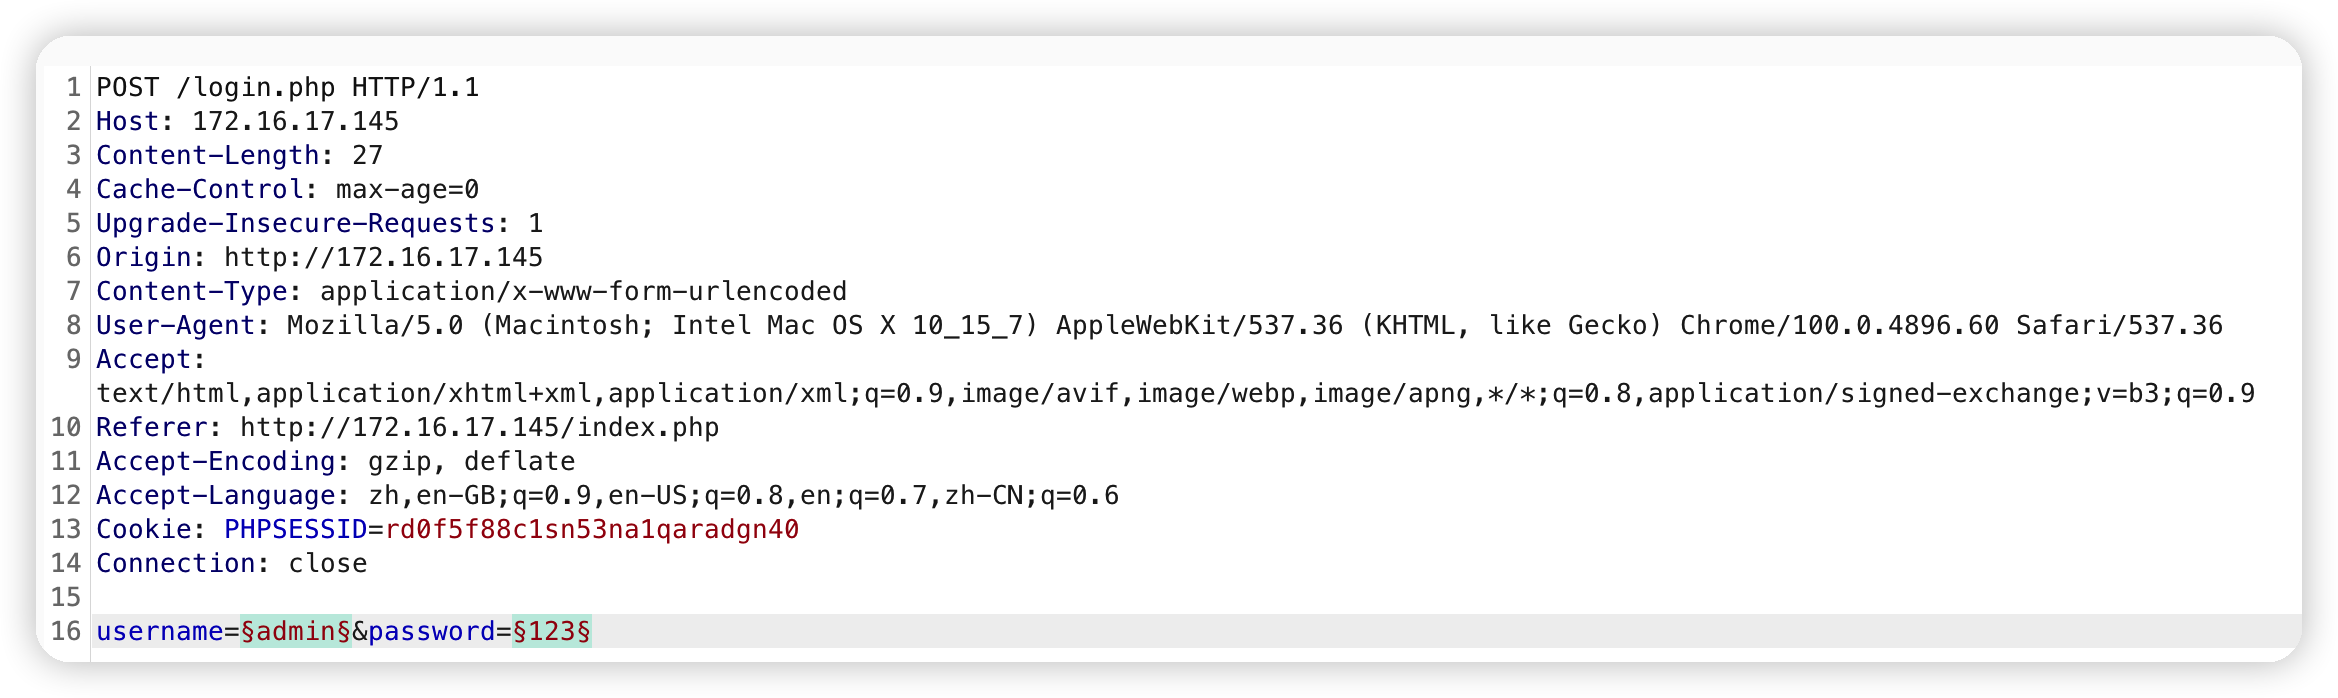 1 POST /login.php HTTP/1.1
2 Host: 172.16.17.145
3 Content-Length: 27
4 Cache-Control: max-age=0
5 Upgrade-Insecure-Requests: 1
6 Origin: http://172.16.17.145
7 Content-Type: application/x-www-form-urlencoded
8 User-Agent: Mozilla/5.0 (Macintosh; Intel Mac OS X 10_15_7) AppleWebKit/537.36 (KHTML, like Gecko) Chrome/100.0.4896.60 Safari/537.36
9 Accept:
text/html,application/xhtml+xml,application/xml;q=0.9,image/avif,image/webp,image/apng,*/*;q=0.8,application/signed-exchange;v=b3;q=0.9
10 Referer: http://172.16.17.145/index.php
11 Accept-Encoding: gzip, deflate
12 Accept-Language: zh,en-GB;q=0.9,en-US;q=0.8,en;q=0.7,zh-CN;q=0.6
13 Cookie: PHPSESSID=rd0f5f88c1sn53na1qaradgn40
14 Connection: close
15
16 username=§admin§&password=§123§